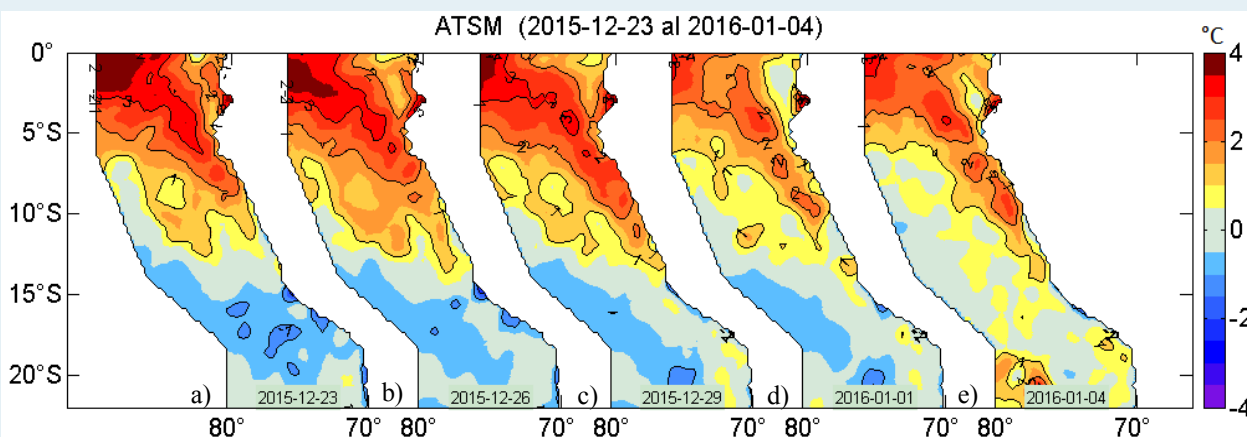 ATSM (2015-12-23 al 2016-01-04)
°C
0°
5°S
10°S
15°S
20°S
a) 2015-12-23
b) 2015-12-26
c) 2015-12-29
d) 2016-01-01
e) 2016-01-04
80° 70° 80° 70° 80° 70° 80° 70° 80° 70°
4
2
0
-2
-4